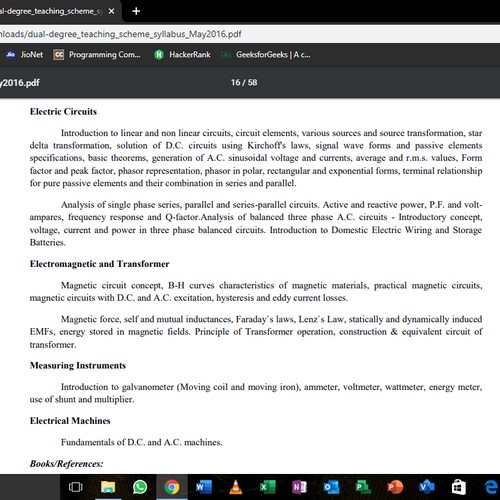 al-degree_teaching_scheme_sy
nloads/dual-degree_teaching_scheme_syllabus_May2016.pdf
Jio JioNet CC Programming Com... HackerRank GeeksforGeeks | A c...
y2016.pdf 16 / 58
Electric Circuits
Introduction to linear and non linear circuits, circuit elements, various sources and source transformation, star
delta transformation, solution of D.C. circuits using Kirchoff's laws, signal wave forms and passive elements
specifications, basic theorems, generation of A.C. sinusoidal voltage and currents, average and r.m.s. values, Form
factor and peak factor, phasor representation, phasor in polar, rectangular and exponential forms, terminal relationship
for pure passive elements and their combination in series and parallel.
Analysis of single phase series, parallel and series-parallel circuits. Active and reactive power, P.F. and volt-
ampares, frequency response and Q-factor.Analysis of balanced three phase A.C. circuits - Introductory concept,
voltage, current and power in three phase balanced circuits. Introduction to Domestic Electric Wiring and Storage
Batteries.
Electromagnetic and Transformer
Magnetic circuit concept, B-H curves characteristics of magnetic materials, practical magnetic circuits,
magnetic circuits with D.C. and A.C. excitation, hysteresis and eddy current losses.
Magnetic force, self and mutual inductances, Faraday`s laws, Lenz`s Law, statically and dynamically induced
EMFs, energy stored in magnetic fields. Principle of Transformer operation, construction & equivalent circuit of
transformer.
Measuring Instruments
Introduction to galvanometer (Moving coil and moving iron), ammeter, voltmeter, wattmeter, energy meter,
use of shunt and multiplier.
Electrical Machines
Fundamentals of D.C. and A.C. machines.
Books/References: